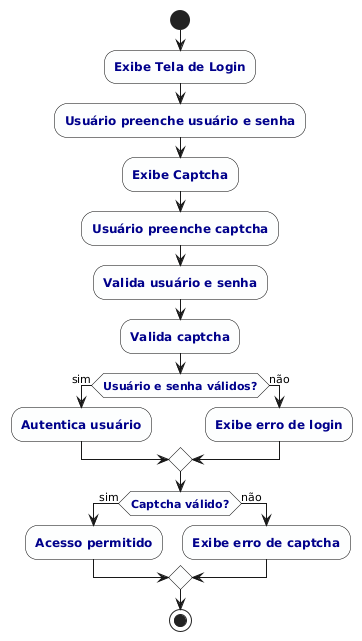 Exibe Tela de Login
Usuário preenche usuário e senha
Exibe Captcha
Usuário preenche captcha
Valida usuário e senha
Valida captcha
sim
Usuário e senha válidos?
não
Autentica usuário
Exibe erro de login
sim
Captcha válido?
não
Acesso permitido
Exibe erro de captcha